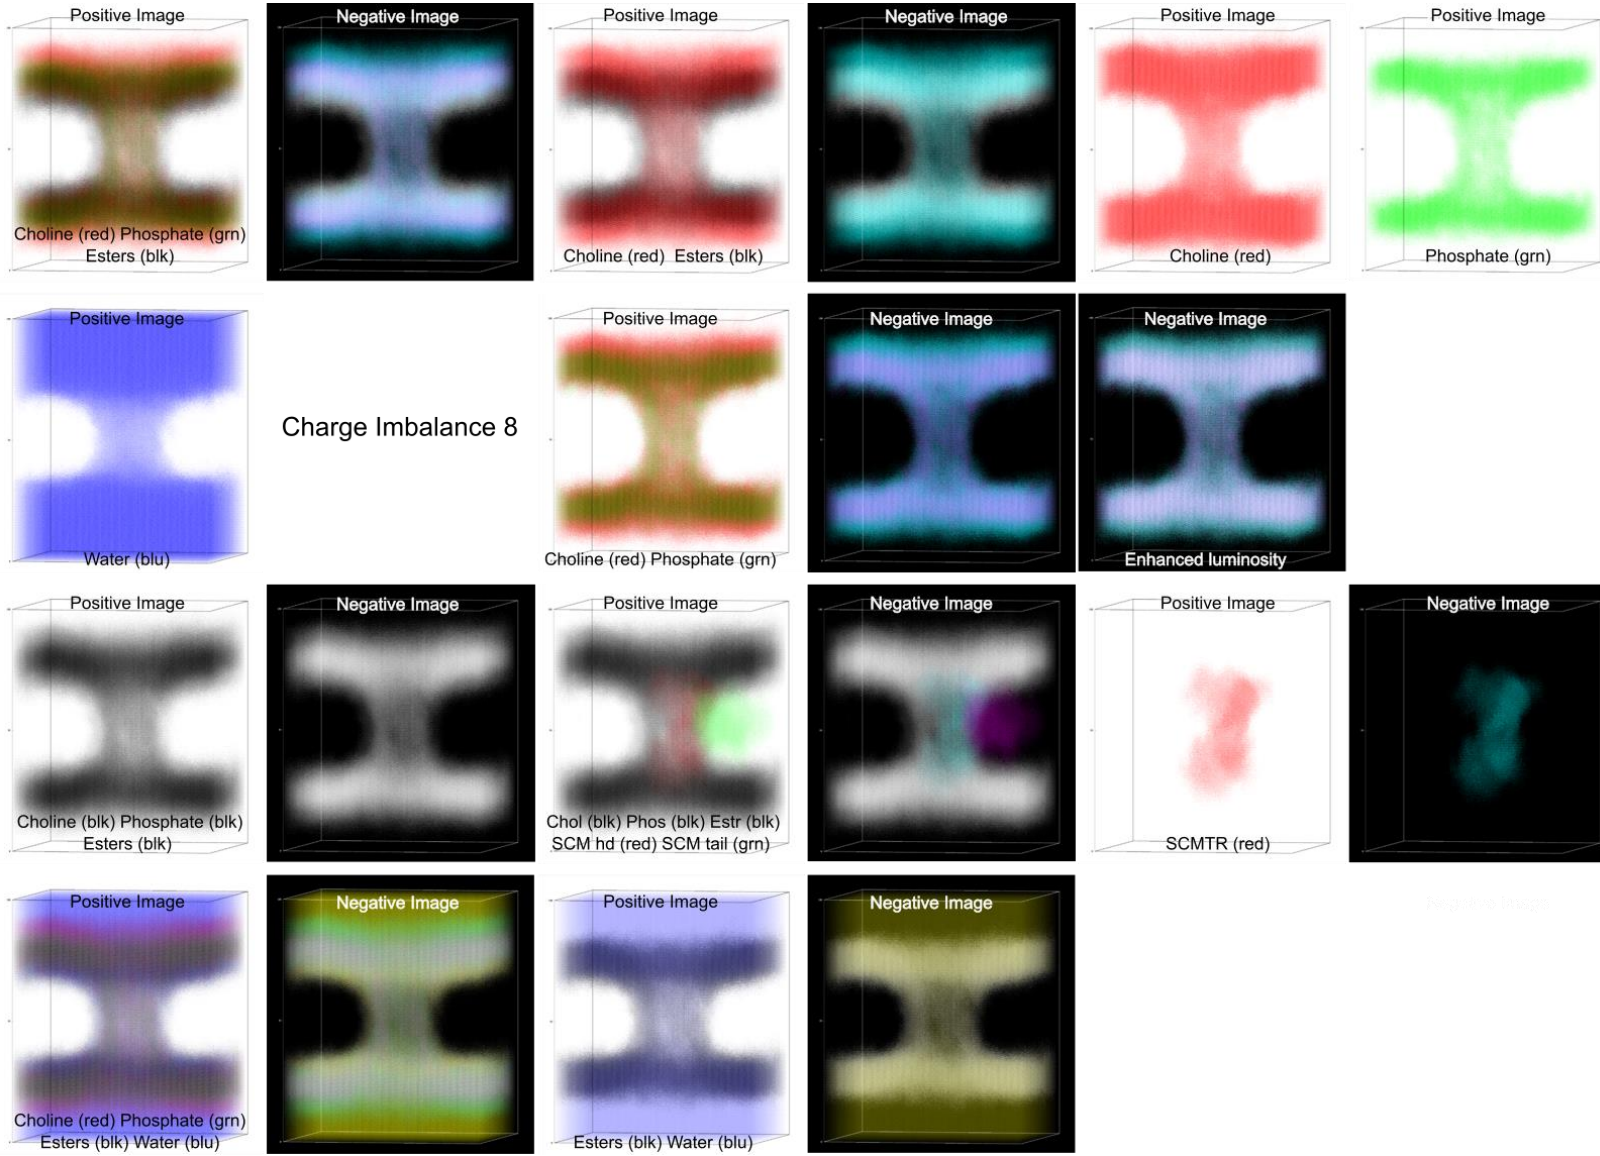 Positive Image
Negative Image
Positive Image
Negative Image
Positive Image
Positive Image
Choline (red) Phosphate (grn)
Esters (blk)
Choline (red) Esters (blk)
Choline (red)
Phosphate (grn)
Positive Image
Positive Image
Negative Image
Negative Image
Charge Imbalance 8
Water (blu)
Choline (red) Phosphate (grn)
Enhanced luminosity
Positive Image
Negative Image
Positive Image
Negative Image
Positive Image
Negative Image
Choline (blk) Phosphate (blk)
Esters (blk)
Chol (blk) Phos (blk) Estr (blk)
SCM hd (red) SCM tail (grn)
SCMTR (red)
Positive Image
Negative Image
Positive Image
Negative Image
Choline (red) Phosphate (grn)
Esters (blk) Water (blu)
Esters (blk) Water (blu)